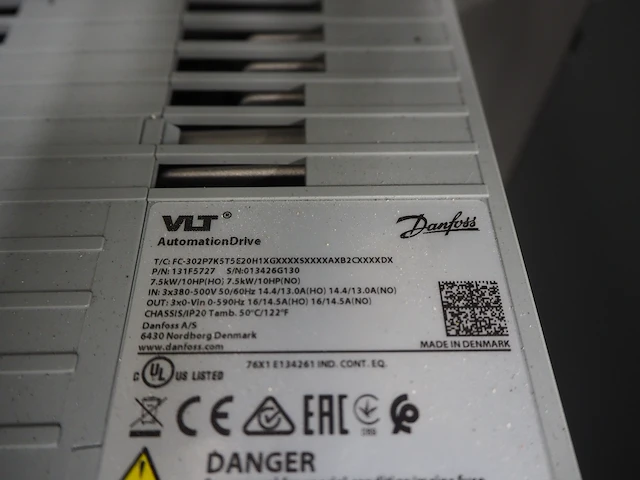 VLT®
Danfoss
AutomationDrive
T/C: FC-302P7K5T5E20H1XGXXXXSXXXXAXB2CXXXXDX
P/N: 131F5727 S/N:013426G130
7.5kW/10HP(HO) 7.5kW/10HP(NO)
IN: 3x380-500V 50/60Hz 14.4/13.0A(HO) 14.4/13.0A(NO)
OUT: 3x0-Vin 0-590Hz 16/14.5A(HO) 16/14.5A(NO)
CHASSIS/IP20 Tamb. 50°C/122°F
Danfoss A/S
6430 Nordborg Denmark
www.danfoss.com
MADE IN DENMARK
C UL US LISTED
76X1 E134261 IND. CONT. EQ.
CE EAC
DANGER